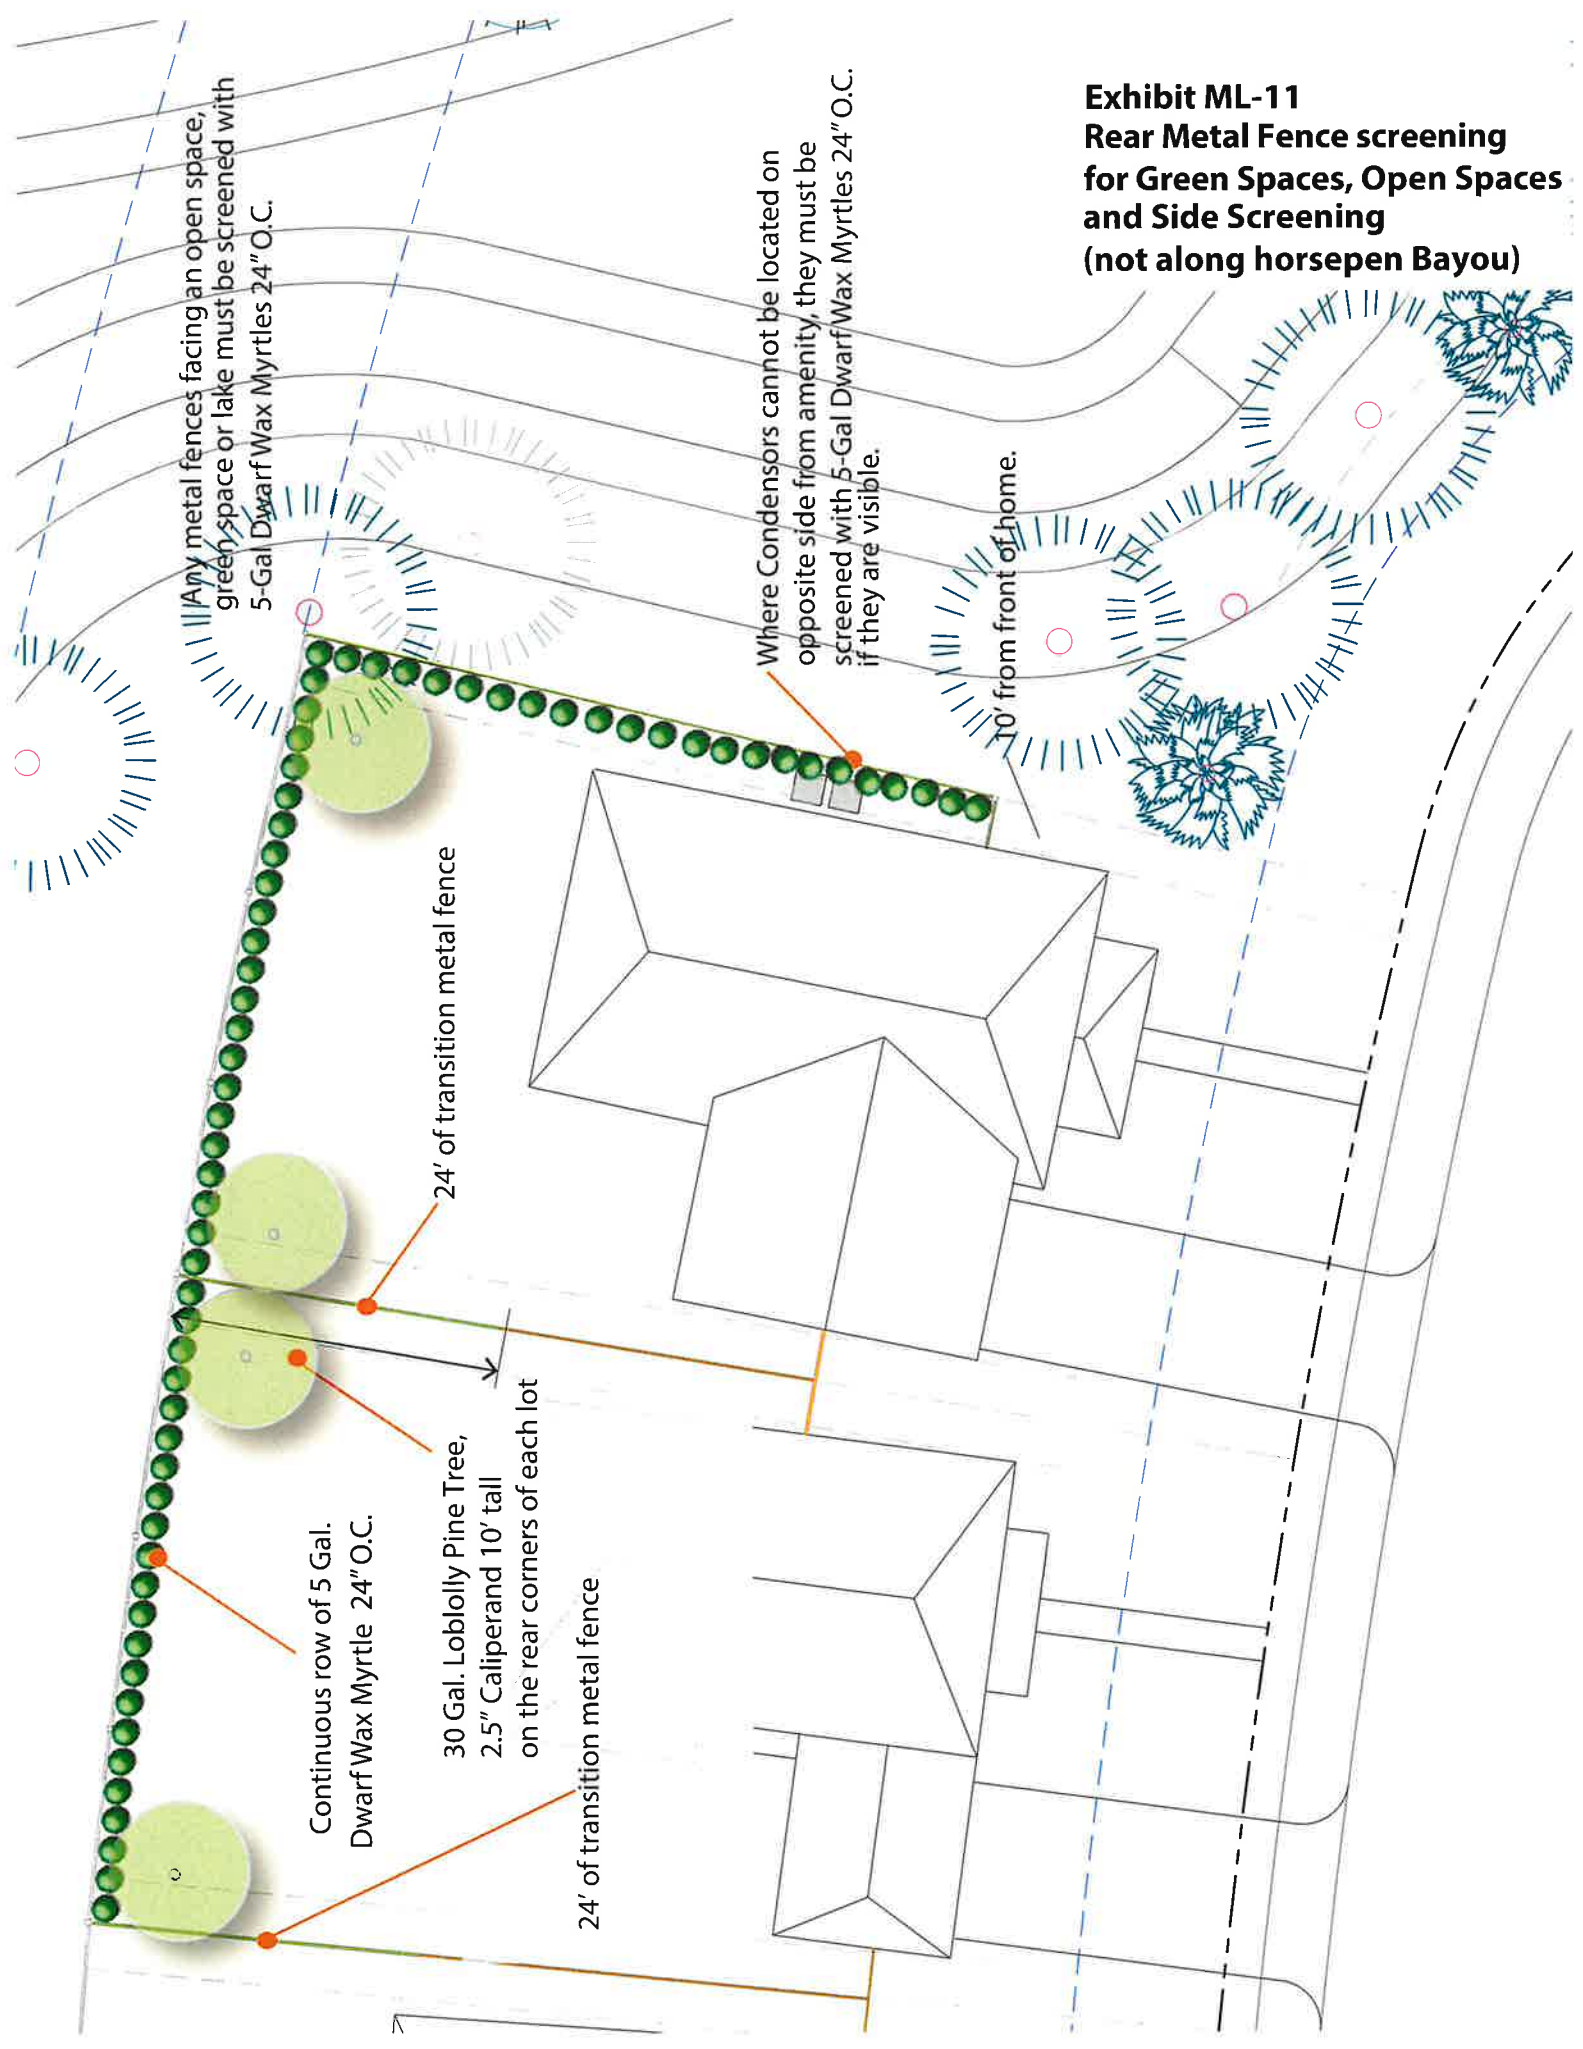 Exhibit ML-11
Rear Metal Fence screening
for Green Spaces, Open Spaces
and Side Screening
(not along horsepen Bayou)
Any metal fences facing an open space,
green space or lake must be screened with
5-Gal Dwarf Wax Myrtles 24" O.C.
Where Condensors cannot be located on
opposite side from amenity, they must be
screened with 5-Gal Dwarf Wax Myrtles 24" O.C.
if they are visible.
10' from front of home.
24' of transition metal fence
Continuous row of 5 Gal.
Dwarf Wax Myrtle 24" O.C.
30 Gal. Loblolly Pine Tree,
2.5" Caliperand 10' tall
on the rear corners of each lot
24' of transition metal fence